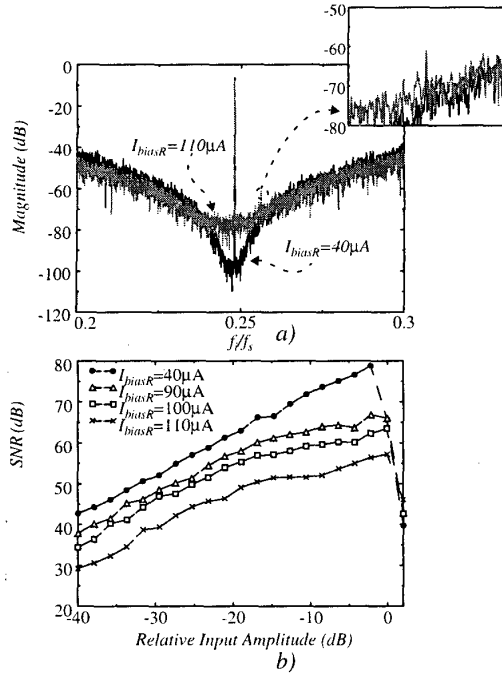 -50
-60
-70
-80
0
-20
-40
-60
-80
-100
-120
Magnitude (dB)
I_biasR=110μA
I_biasR=40μA
0.2
0.25
0.3
f/f_s
a)
80
70
60
50
40
30
20
SNR (dB)
I_biasR=40μA
I_biasR=90μA
I_biasR=100μA
I_biasR=110μA
-40
-30
-20
-10
0
Relative Input Amplitude (dB)
b)